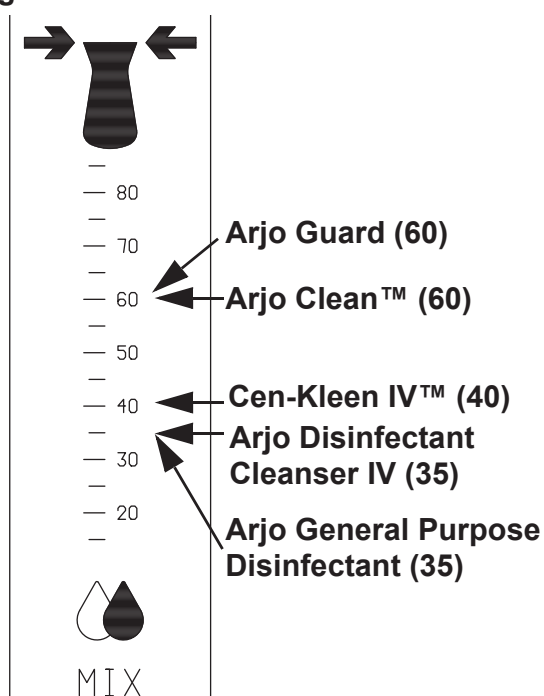 80
70
60
50
40
30
20
MIX
Arjo Guard (60)
Arjo Clean™ (60)
Cen-Kleen IV™ (40)
Arjo Disinfectant
Cleanser IV (35)
Arjo General Purpose
Disinfectant (35)